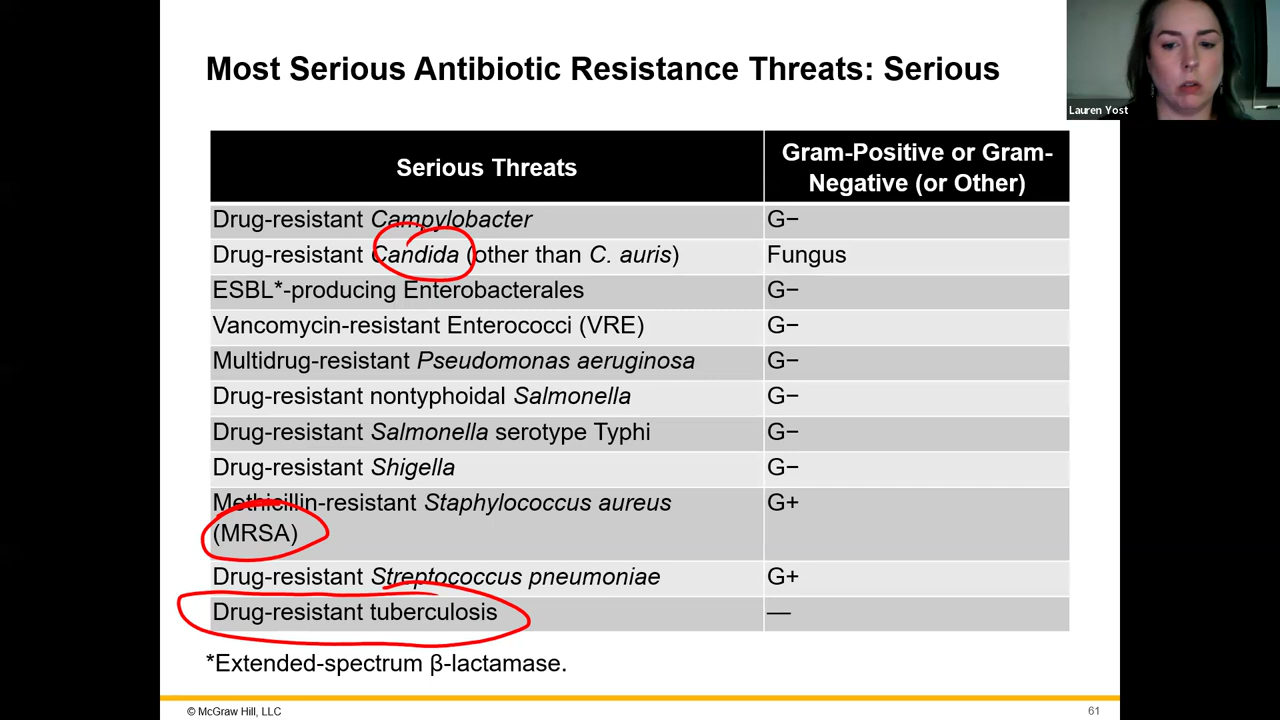 Most Serious Antibiotic Resistance Threats: Serious
Lauren Yost
Serious Threats
Gram-Positive or Gram-
Negative (or Other)
Drug-resistant Campylobacter
G−
Drug-resistant Candida (other than C. auris)
Fungus
ESBL*-producing Enterobacterales
G−
Vancomycin-resistant Enterococci (VRE)
G−
Multidrug-resistant Pseudomonas aeruginosa
G−
Drug-resistant nontyphoidal Salmonella
G−
Drug-resistant Salmonella serotype Typhi
G−
Drug-resistant Shigella
G−
Methicillin-resistant Staphylococcus aureus
(MRSA)
G+
Drug-resistant Streptococcus pneumoniae
G+
Drug-resistant tuberculosis
—
*Extended-spectrum β-lactamase.
© McGraw Hill, LLC
61